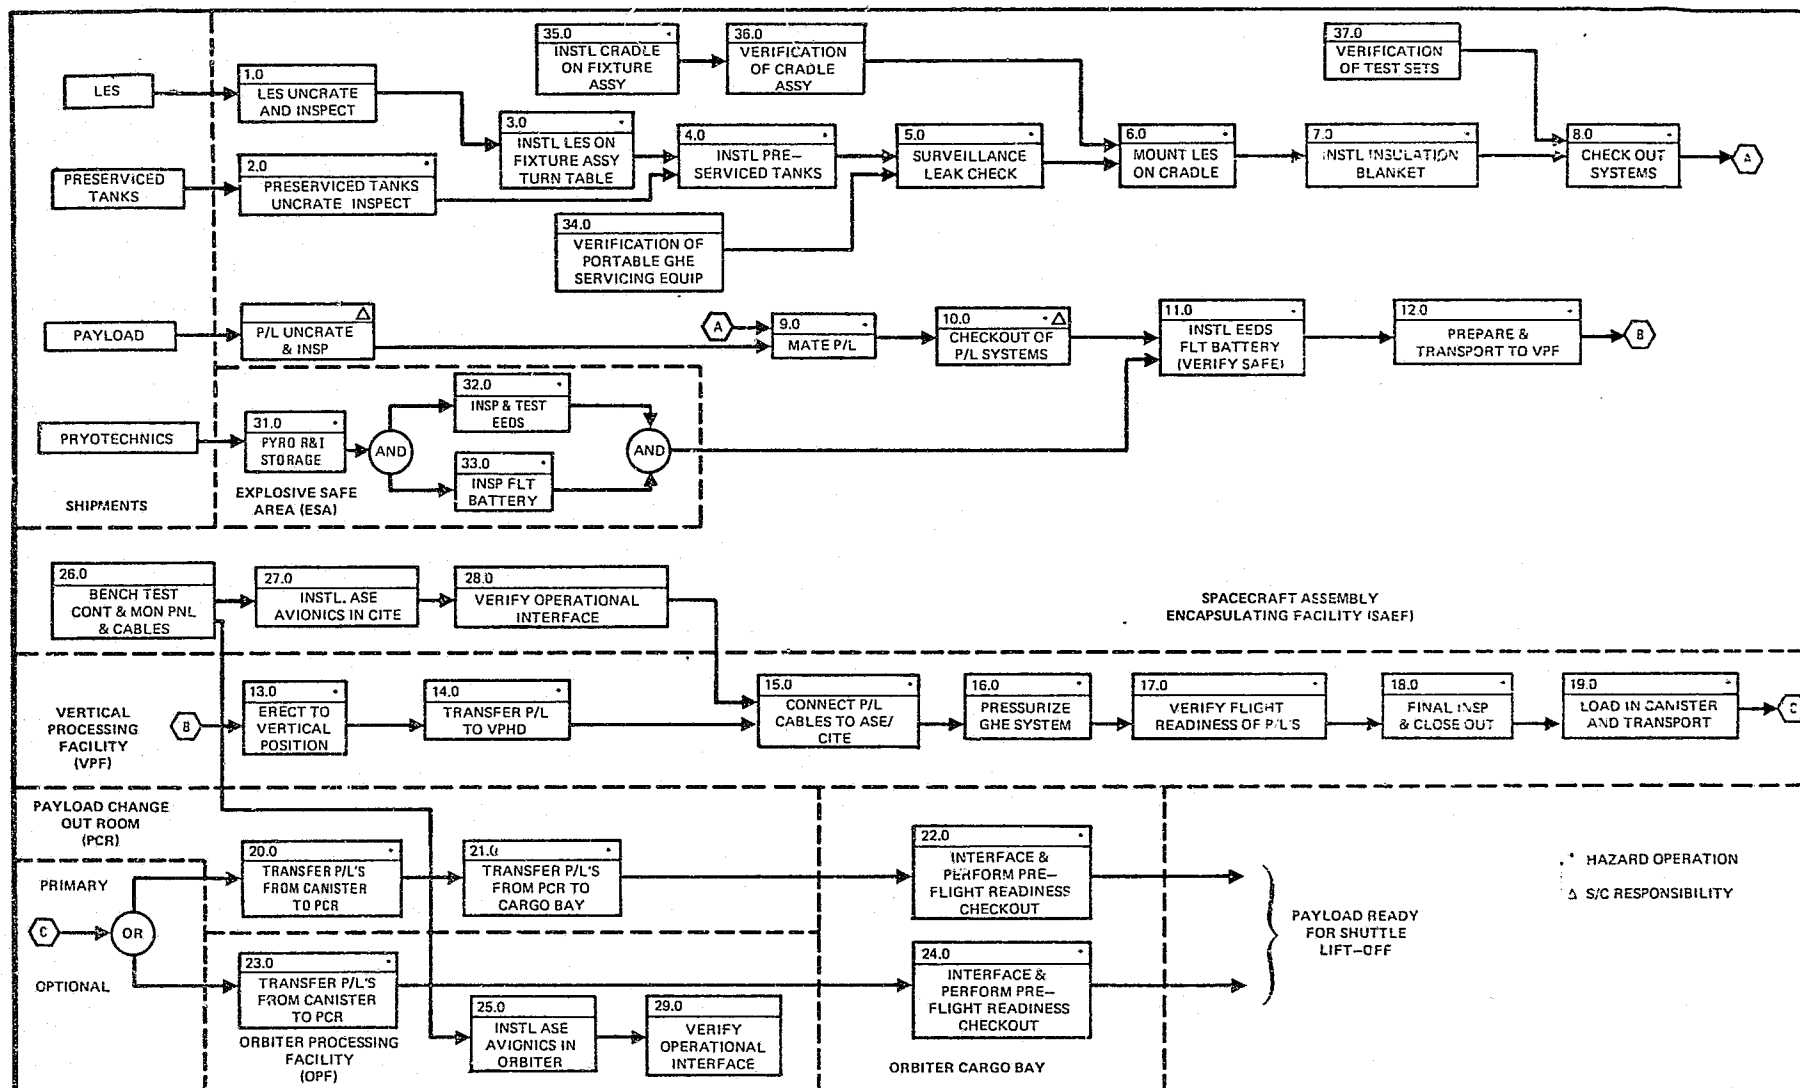 35.0
INSTL CRADLE
ON FIXTURE
ASSY
36.0
VERIFICATION
OF CRADLE
ASSY
37.0
VERIFICATION
OF TEST SETS
LES
1.0
LES UNCRATE
AND INSPECT
3.0
INSTL LES ON
FIXTURE ASSY
TURN TABLE
4.0
INSTL PRE-
SERVICED TANKS
5.0
SURVEILLANCE
LEAK CHECK
6.0
MOUNT LES
ON CRADLE
7.0
INSTL INSULATION
BLANKET
8.0
CHECK OUT
SYSTEMS
A
PRESERVICED
TANKS
2.0
PRESERVICED TANKS
UNCRATE INSPECT
34.0
VERIFICATION OF
PORTABLE GHE
SERVICING EQUIP
PAYLOAD
P/L UNCRATE
& INSP
A
9.0
MATE P/L
10.0
CHECKOUT OF
P/L SYSTEMS
11.0
INSTL EEDS
FLT BATTERY
(VERIFY SAFE)
12.0
PREPARE &
TRANSPORT TO VPF
B
PRYOTECHNICS
31.0
PYRO R&I
STORAGE
AND
32.0
INSP & TEST
EEDS
33.0
INSP FLT
BATTERY
AND
SHIPMENTS
EXPLOSIVE SAFE
AREA (ESA)
26.0
BENCH TEST
CONT & MON PNL
& CABLES
27.0
INSTL. ASE
AVIONICS IN CITE
28.0
VERIFY OPERATIONAL
INTERFACE
SPACECRAFT ASSEMBLY
ENCAPSULATING FACILITY (SAEF)
VERTICAL
PROCESSING
FACILITY
(VPF)
B
13.0
ERECT TO
VERTICAL
POSITION
14.0
TRANSFER P/L
TO VPHD
15.0
CONNECT P/L
CABLES TO ASE/
CITE
16.0
PRESSURIZE
GHE SYSTEM
17.0
VERIFY FLIGHT
READINESS OF P/L'S
18.0
FINAL INSP
& CLOSE OUT
19.0
LOAD IN CANISTER
AND TRANSPORT
C
PAYLOAD CHANGE
OUT ROOM
(PCR)
PRIMARY
C
OR
OPTIONAL
20.0
TRANSFER P/L'S
FROM CANISTER
TO PCR
21.0
TRANSFER P/L'S
FROM PCR TO
CARGO BAY
22.0
INTERFACE &
PERFORM PRE-
FLIGHT READINESS
CHECKOUT
23.0
TRANSFER P/L'S
FROM CANISTER
TO PCR
ORBITER PROCESSING
FACILITY
(OPF)
25.0
INSTL ASE
AVIONICS IN
ORBITER
29.0
VERIFY
OPERATIONAL
INTERFACE
24.0
INTERFACE &
PERFORM PRE-
FLIGHT READINESS
CHECKOUT
ORBITER CARGO BAY
PAYLOAD READY
FOR SHUTTLE
LIFT-OFF
* HAZARD OPERATION
Δ S/C RESPONSIBILITY